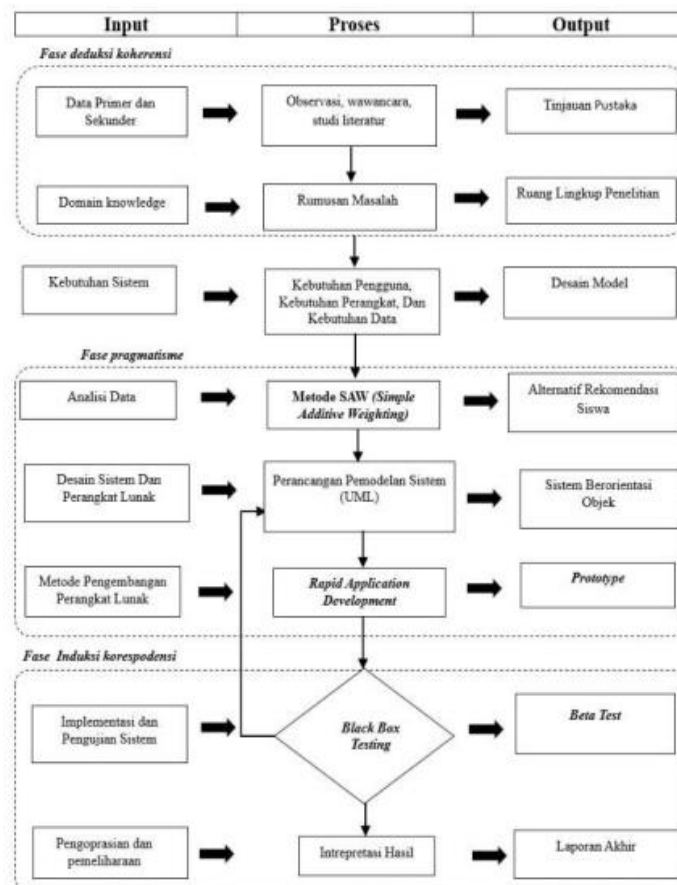 Input
Proses
Output
Fase deduksi koherensi
Data Primer dan
Sekunder
Observasi, wawancara,
studi literatur
Tinjauan Pustaka
Domain knowledge
Rumusan Masalah
Ruang Lingkup Penelitian
Kebutuhan Sistem
Kebutuhan Pengguna,
Kebutuhan Perangkat, Dan
Kebutuhan Data
Desain Model
Fase pragmatisme
Analisi Data
Metode SAW (Simple
Additive Weighting)
Alternatif Rekomendasi
Siswa
Desain Sistem Dan
Perangkat Lunak
Perancangan Pemodelan Sistem
(UML)
Sistem Berorientasi
Objek
Metode Pengembangan
Perangkat Lunak
Rapid Application
Development
Prototype
Fase Induksi korespodensi
Implementasi dan
Pengujian Sistem
Black Box
Testing
Beta Test
Pengoprasian dan
pemeliharaan
Intrepretasi Hasil
Laporan Akhir